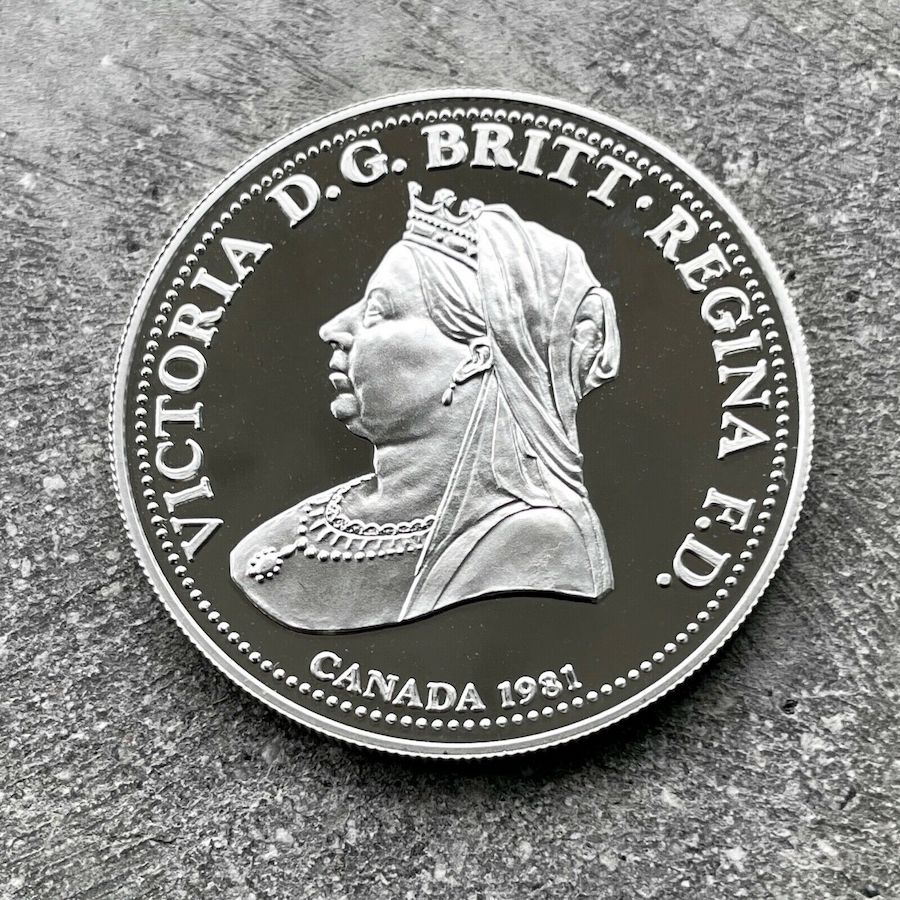 VICTORIA D.G. BRITT · REGINA F.D.
CANADA 1981